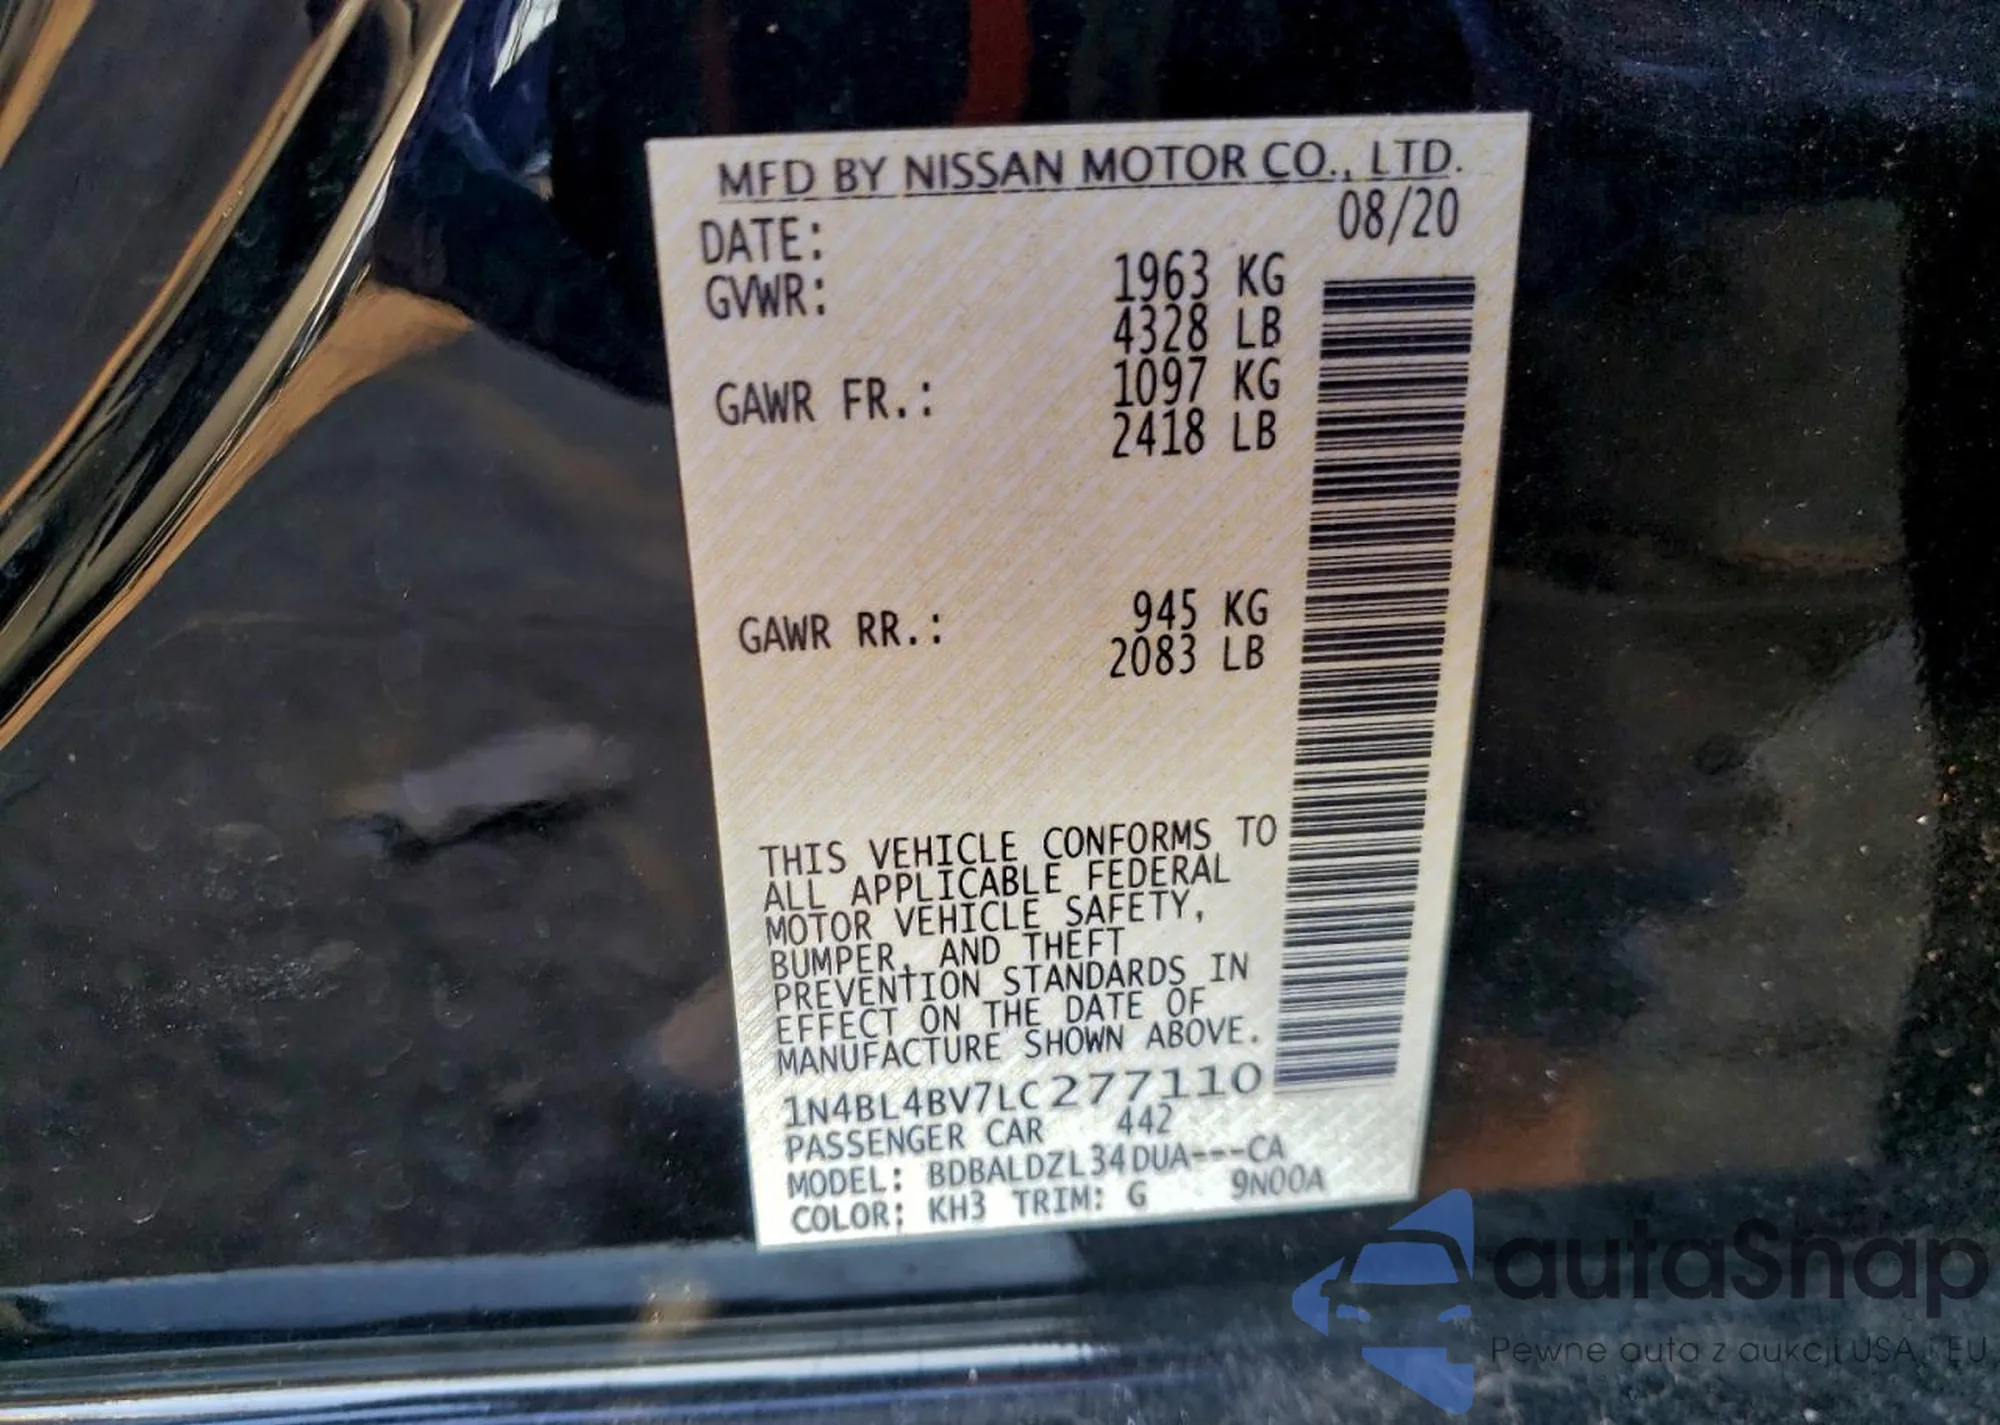 MFD BY NISSAN MOTOR CO., LTD.
DATE: 08/20
GVWR: 1963 KG
4328 LB
GAWR FR.: 1097 KG
2418 LB
GAWR RR.: 945 KG
2083 LB
THIS VEHICLE CONFORMS TO
ALL APPLICABLE FEDERAL
MOTOR VEHICLE SAFETY,
BUMPER, AND THEFT
PREVENTION STANDARDS IN
EFFECT ON THE DATE OF
MANUFACTURE SHOWN ABOVE.
1N4BL4BV7LC277110
PASSENGER CAR 442
MODEL: BDBALDZL34DUA---CA
COLOR: KH3 TRIM: G 9N00A
autaSnap
Pewne auta z aukcji USA i EU